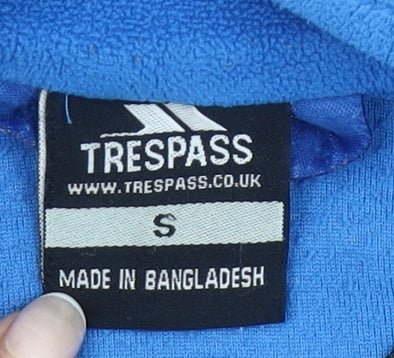 TRESPASS
WWW.TRESPASS.CO.UK
S
MADE IN BANGLADESH